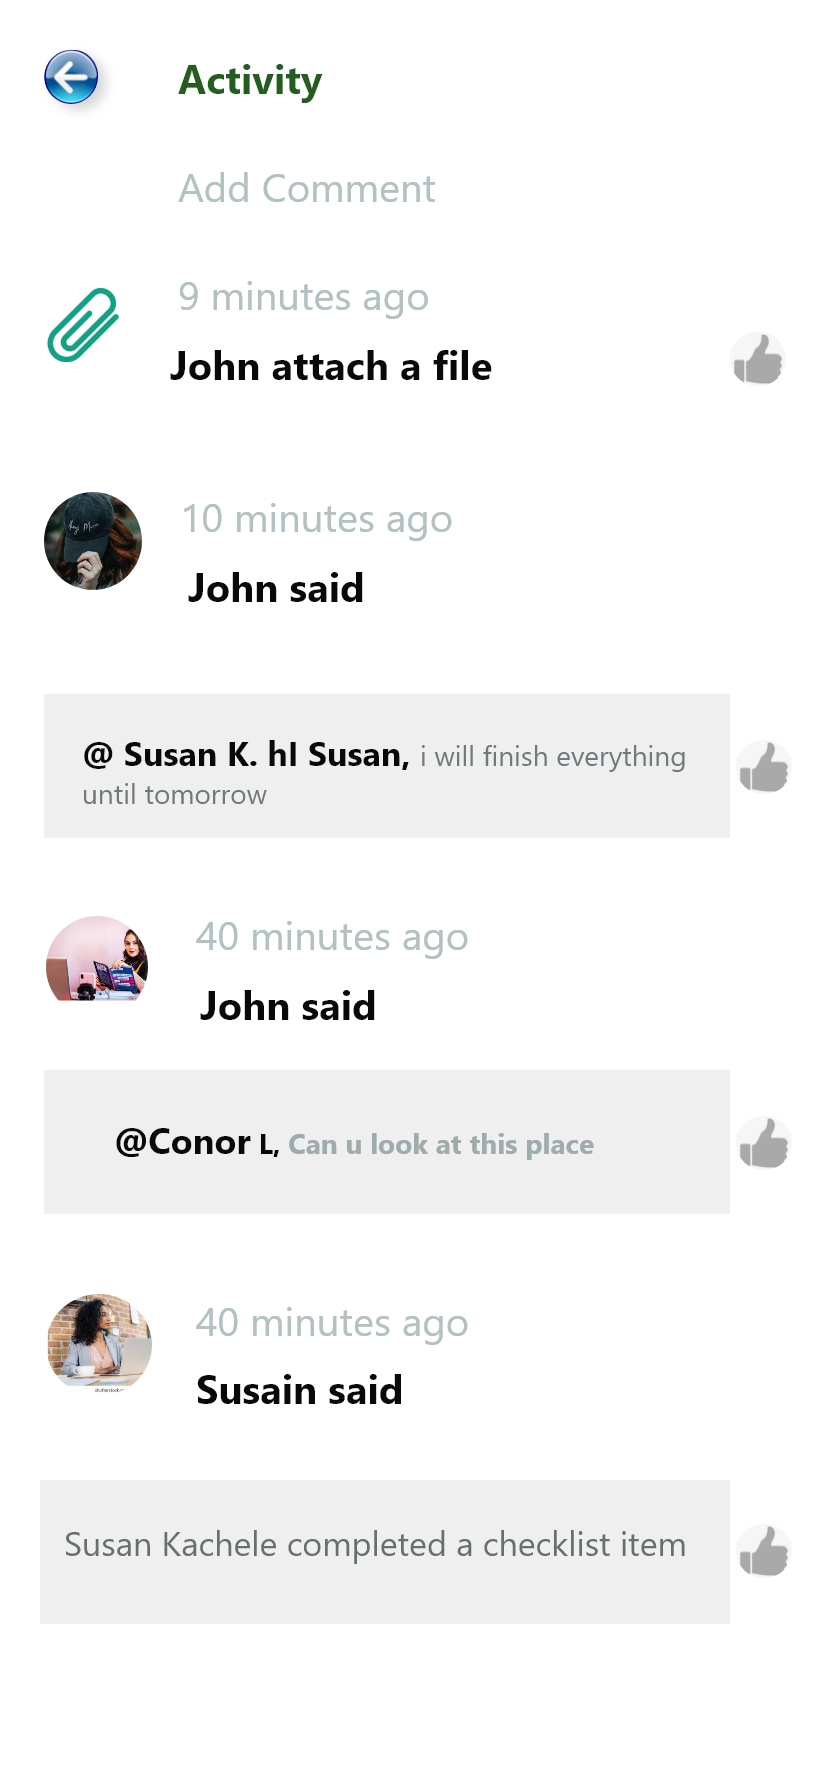 Activity
Add Comment
9 minutes ago
John attach a file
10 minutes ago
John said
@ Susan K. hI Susan, i will finish everything
until tomorrow
40 minutes ago
John said
@Conor L, Can u look at this place
40 minutes ago
shutterstock
Susain said
Susan Kachele completed a checklist item